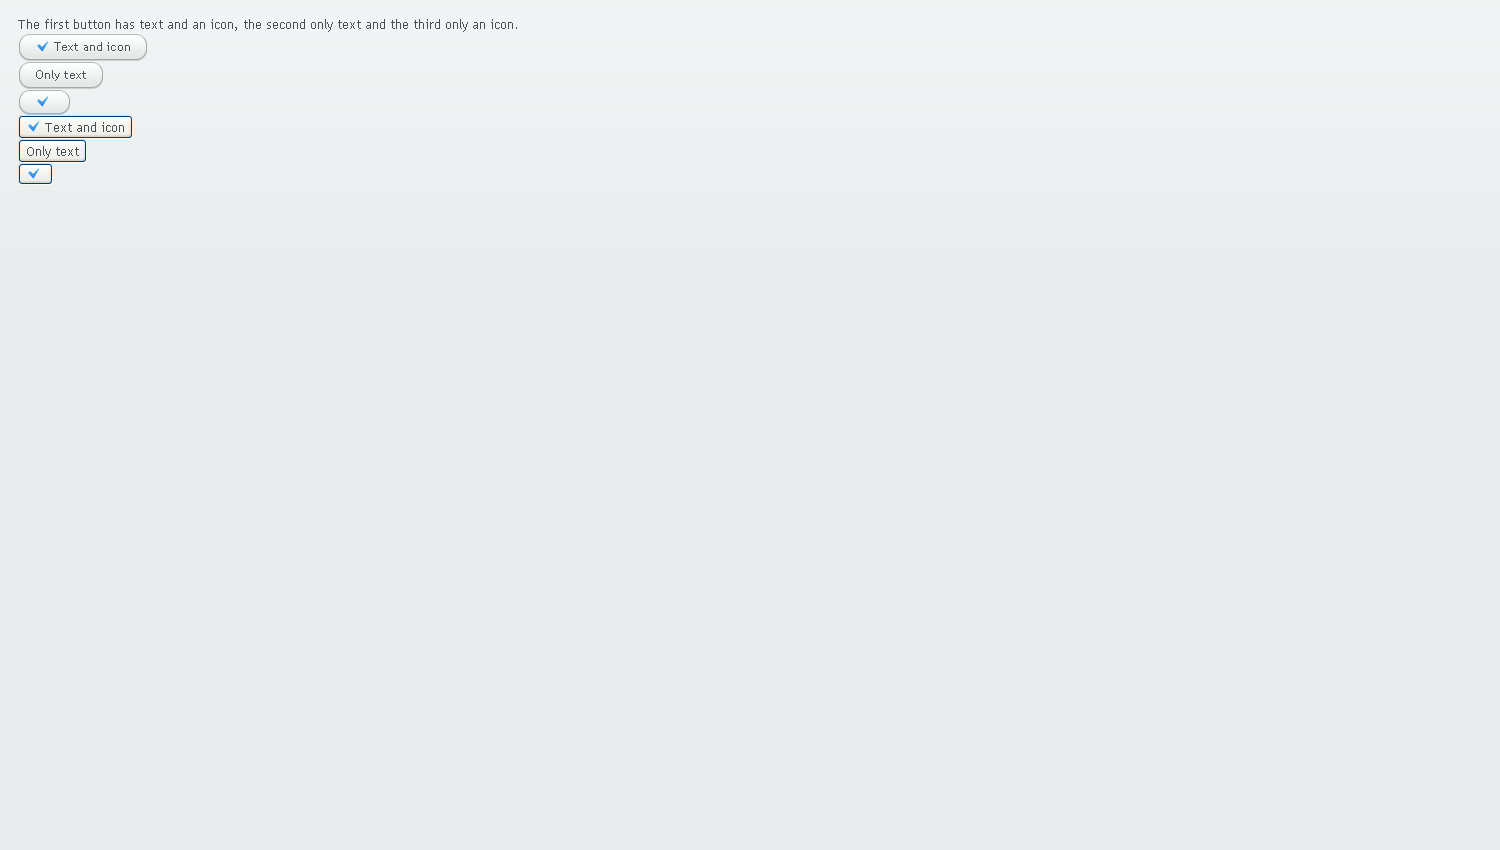 The first button has text and an icon, the second only text and the third only an icon.
Text and icon
Only text
Text and icon
Only text